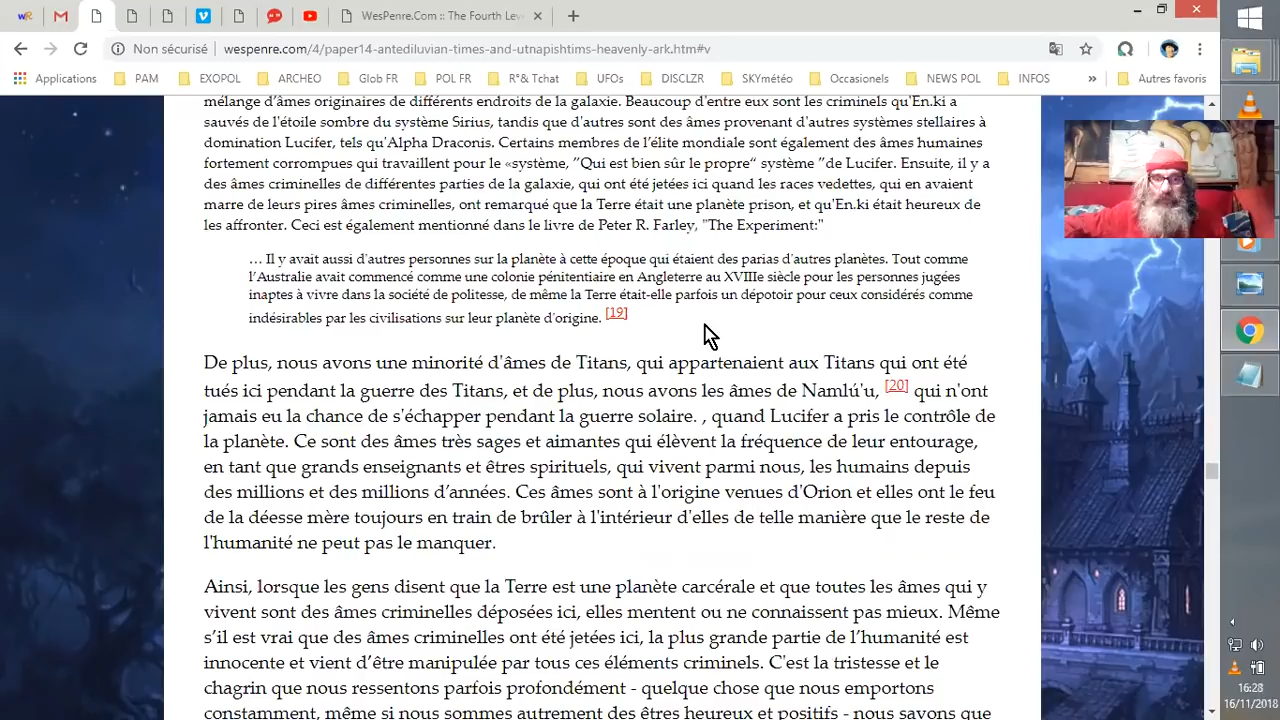 WesPenre.Com :: The Fourth Lev
Non sécurisé
wespenre.com/4/paper14-antediluvian-times-and-utnapishtims-heavenly-ark.htm#v
Applications PAM EXOPOL ARCHEO Glob FR PG FR R°& Thérat UFOs DISCLZR SKYmétéo Occasionels NEWS POL INFOS » Autres favoris
mélange d'âmes originaires de différents endroits de la galaxie. Beaucoup d'entre eux sont les criminels qu'En.ki a
sauvés de l'étoile sombre du système Sirius, tandis que d'autres sont des âmes provenant d'autres systèmes stellaires à
domination Lucifer, tels qu'Alpha Draconis. Certains membres de l'élite mondiale sont également des âmes humaines
fortement corrompues qui travaillent pour le «système, "Qui est bien sûr le propre" système "de Lucifer. Ensuite, il y a
des âmes criminelles de différentes parties de la galaxie, qui ont été jetées ici quand les races vedettes, qui en avaient
marre de leurs pires âmes criminelles, ont remarqué que la Terre était une planète prison, et qu'En.ki était heureux de
les affronter. Ceci est également mentionné dans le livre de Peter R. Farley, "The Experiment:"
… Il y avait aussi d'autres personnes sur la planète à cette époque qui étaient des parias d'autres planètes. Tout comme
l'Australie avait commencé comme une colonie penitentiaire en Angleterre au XVIIIe siècle pour les personnes jugées
inaptes à vivre dans la société de politesse, de même la Terre était-elle parfois un dépotoir pour ceux considérés comme
indésirables par les civilisations sur leur planète d'origine. [19]
De plus, nous avons une minorité d'âmes de Titans, qui appartenaient aux Titans qui ont été
tués ici pendant la guerre des Titans, et de plus, nous avons les âmes de Namlú'u, [20] qui n'ont
jamais eu la chance de s'échapper pendant la guerre solaire. , quand Lucifer a pris le contrôle de
la planète. Ce sont des âmes très sages et aimantes qui élèvent la fréquence de leur entourage,
en tant que grands enseignants et êtres spirituels, qui vivent parmi nous, les humains depuis
des millions et des millions d'années. Ces âmes sont à l'origine venues d'Orion et elles ont le feu
de la déesse mère toujours en train de brûler à l'intérieur d'elles de telle manière que le reste de
l'humanité ne peut pas le manquer.
Ainsi, lorsque les gens disent que la Terre est une planète carcérale et que toutes les âmes qui y
vivent sont des âmes criminelles déposées ici, elles mentent ou ne connaissent pas mieux. Même
s'il est vrai que des âmes criminelles ont été jetées ici, la plus grande partie de l'humanité est
innocente et vient d'être manipulée par tous ces éléments criminels. C'est la tristesse et le
chagrin que nous ressentons parfois profondément - quelque chose que nous emportons
constamment, même si nous sommes autrement des êtres heureux et positifs - nous savons que
16:28
16/11/2018